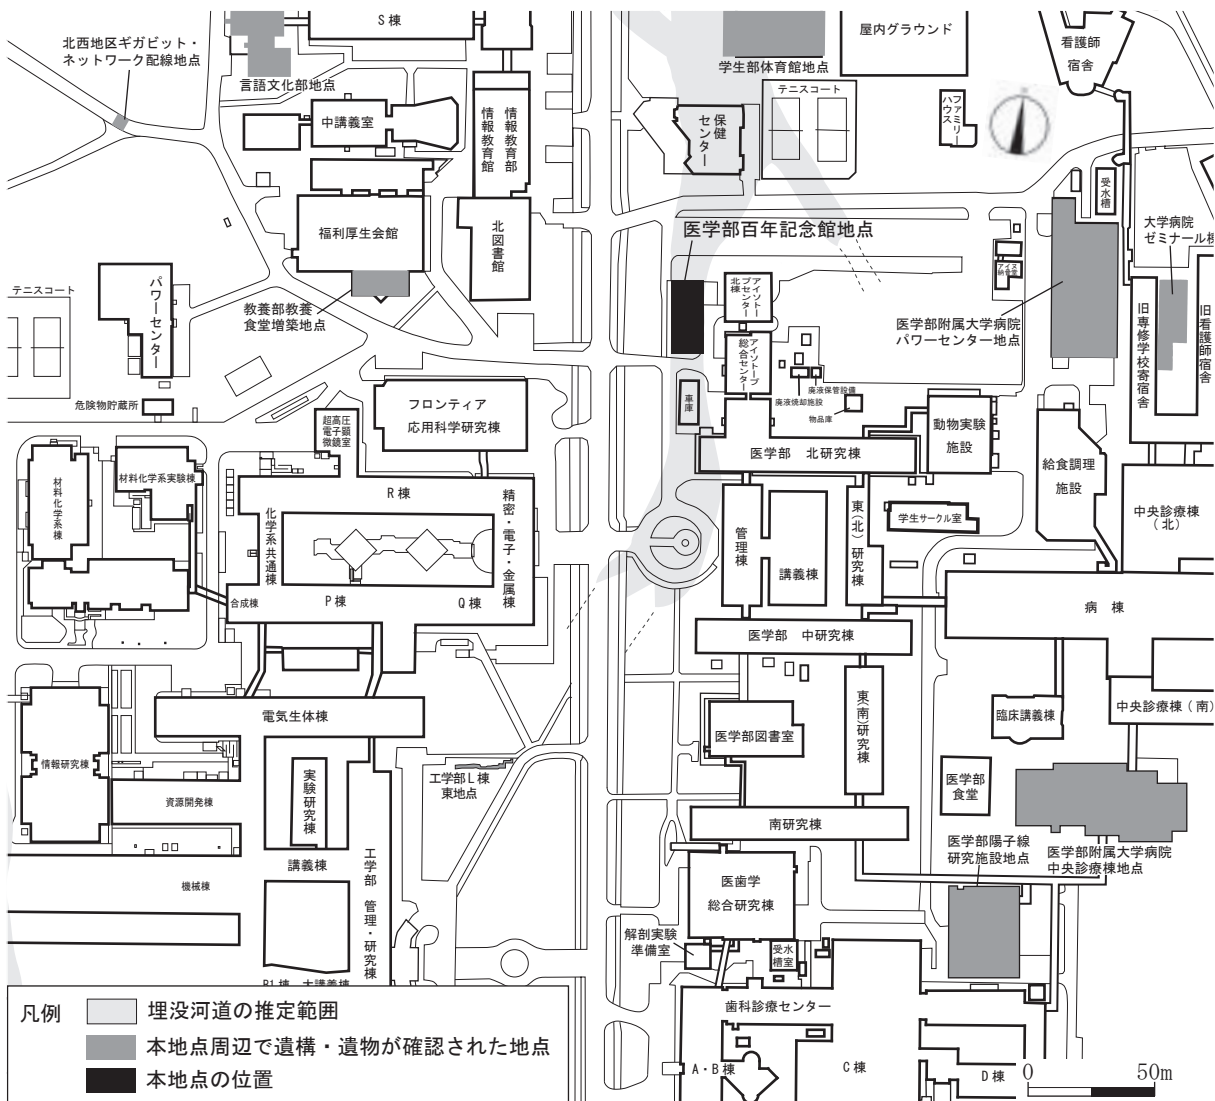 S棟
屋内グラウンド
看護師
宿舎
北西地区ギガビット・
ネットワーク配線地点
言語文化部地点
学生部体育館地点
テニスコート
ファミリー
ハウス
中講義室
情報教育館
情報教育部
保健
センター
受水槽
大学病院
ゼミナール棟
福利厚生会館
北図書館
医学部百年記念館地点
パワーセンター
テニスコート
教養部教養
食堂増築地点
アイソトー
プセンター
北棟
アイソトープ
総合センター
医学部附属大学病院
パワーセンター地点
旧専修学校寄宿舎
旧看護師宿舎
危険物貯蔵所
フロンティア
応用科学研究棟
超高圧
電子顕
微鏡室
車庫
廃液保管設備
廃液焼却施設
物品庫
動物実験
施設
医学部 北研究棟
給食調理
施設
材料化学系棟
材料化学系実験棟
R棟
化学系共通棟
精密・電子・金属棟
管理棟
講義棟
東(北)研究棟
学生サークル室
中央診療棟
(北)
合成棟
P棟
Q棟
病棟
医学部 中研究棟
電気生体棟
医学部図書室
東(南)研究棟
臨床講義棟
中央診療棟(南)
情報研究棟
資源開発棟
実験研究棟
工学部L棟
東地点
医学部
食堂
南研究棟
医学部陽子線
研究施設地点
医学部附属大学病院
中央診療棟地点
機械棟
講義棟
工学部 管理・研究棟
医歯学
総合研究棟
解剖実験
準備室
受水
槽室
歯科診療センター
A・B棟
C棟
D棟
凡例
埋没河道の推定範囲
本地点周辺で遺構・遺物が確認された地点
本地点の位置
0 50m